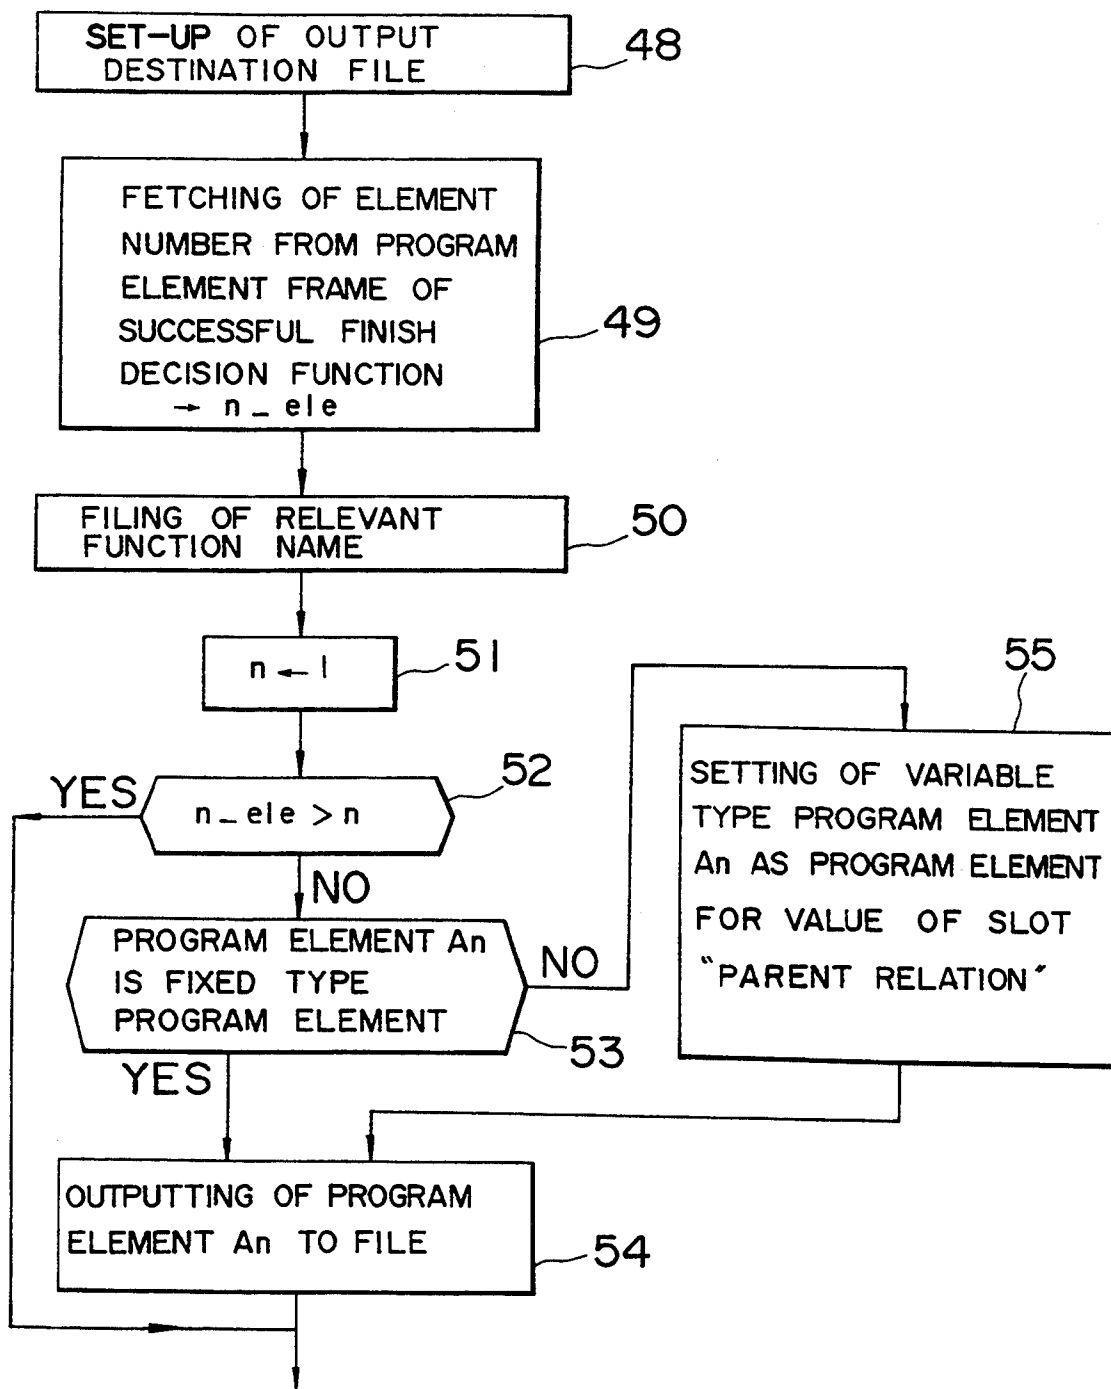 SET-UP OF OUTPUT
DESTINATION FILE
48
FETCHING OF ELEMENT
NUMBER FROM PROGRAM
ELEMENT FRAME OF
SUCCESSFUL FINISH
DECISION FUNCTION
→ n_ele
49
FILING OF RELEVANT
FUNCTION NAME
50
n ← 1
51
YES
n_ele > n
52
NO
PROGRAM ELEMENT An
IS FIXED TYPE
PROGRAM ELEMENT
53
NO
YES
55
SETTING OF VARIABLE
TYPE PROGRAM ELEMENT
An AS PROGRAM ELEMENT
FOR VALUE OF SLOT
"PARENT RELATION"
OUTPUTTING OF PROGRAM
ELEMENT An TO FILE
54